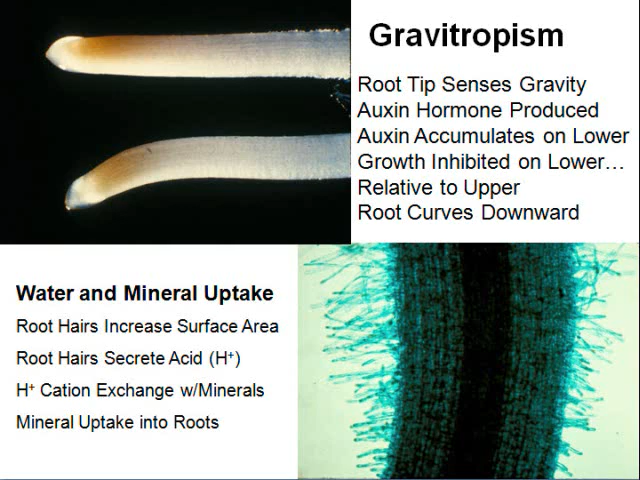 Gravitropism
Root Tip Senses Gravity
Auxin Hormone Produced
Auxin Accumulates on Lower
Growth Inhibited on Lower…
Relative to Upper
Root Curves Downward
Water and Mineral Uptake
Root Hairs Increase Surface Area
Root Hairs Secrete Acid (H⁺)
H⁺ Cation Exchange w/Minerals
Mineral Uptake into Roots